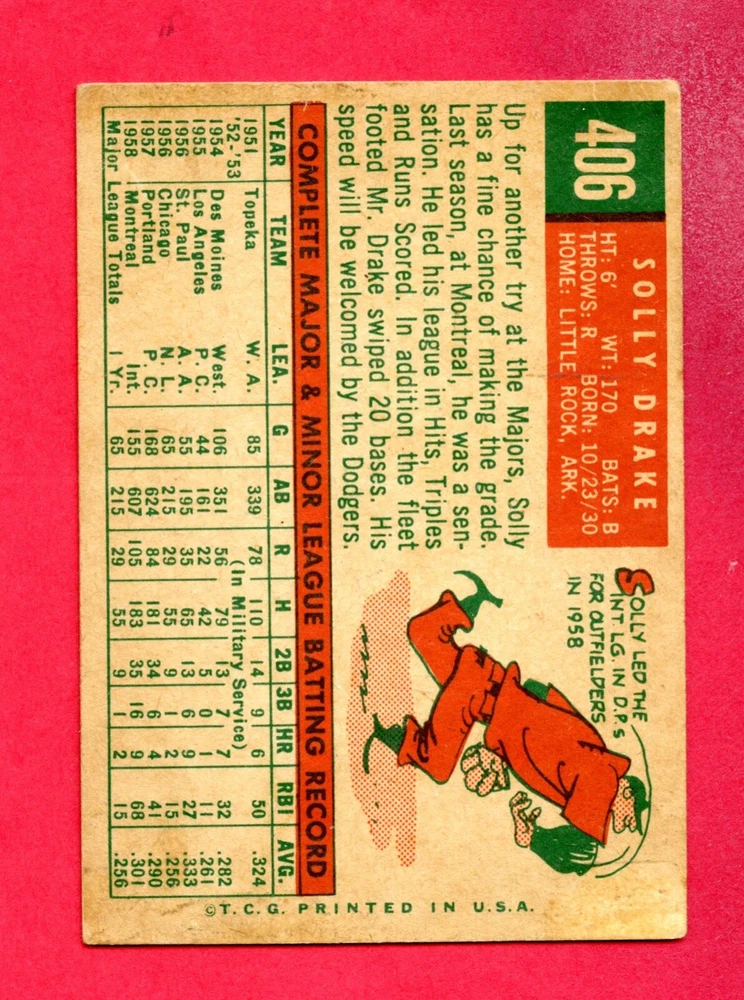 406
SOLLY DRAKE
HT: 6' WT: 170 BATS: B
THROWS: R BORN: 10/23/30
HOME: LITTLE ROCK, ARK.
SOLLY LED THE
INT. LG. IN D.P.s
FOR OUTFIELDERS
IN 1958
Up for another try at the Majors, Solly
has a fine chance of making the grade.
Last season, at Montreal, he was a sen-
sation. He led his league in Hits, Triples
and Runs Scored. In addition the fleet
footed Mr. Drake swiped 20 bases. His
speed will be welcomed by the Dodgers.
COMPLETE MAJOR & MINOR LEAGUE BATTING RECORD
YEAR TEAM LEA. G AB R H 2B 3B HR RBI AVG.
1951 Topeka W. A. 85 339 78 110 14 9 6 50 .324
'52-'53 (In Military Service)
1954 Des Moines West. 106 351 56 79 13 7 7 32 .282
1955 Los Angeles P. C. 44 161 22 42 5 0 1 11 .261
1956 St. Paul A. A. 55 195 35 65 13 6 9 27 .333
1956 Chicago N. L. 65 215 29 55 9 1 2 15 .256
1957 Portland P. C. 168 624 84 181 34 6 4 41 .290
1958 Montreal Int. 155 607 105 183 35 16 9 68 .301
Major League Totals 1 Yr. 65 215 29 55 9 1 2 15 .256
©T.C.G. PRINTED IN U.S.A.